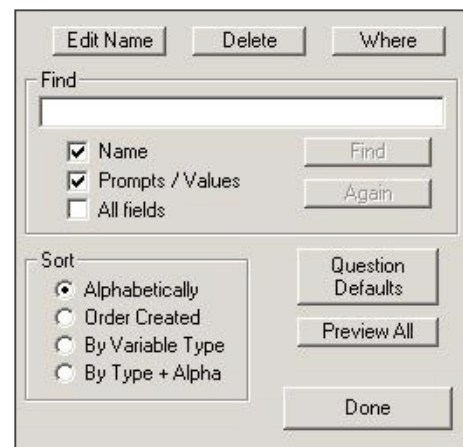 Edit Name Delete Where
Find
Name
Find
Prompts / Values
Again
All fields
Sort
Alphabetically
Order Created
By Variable Type
By Type + Alpha
Question
Defaults
Preview All
Done